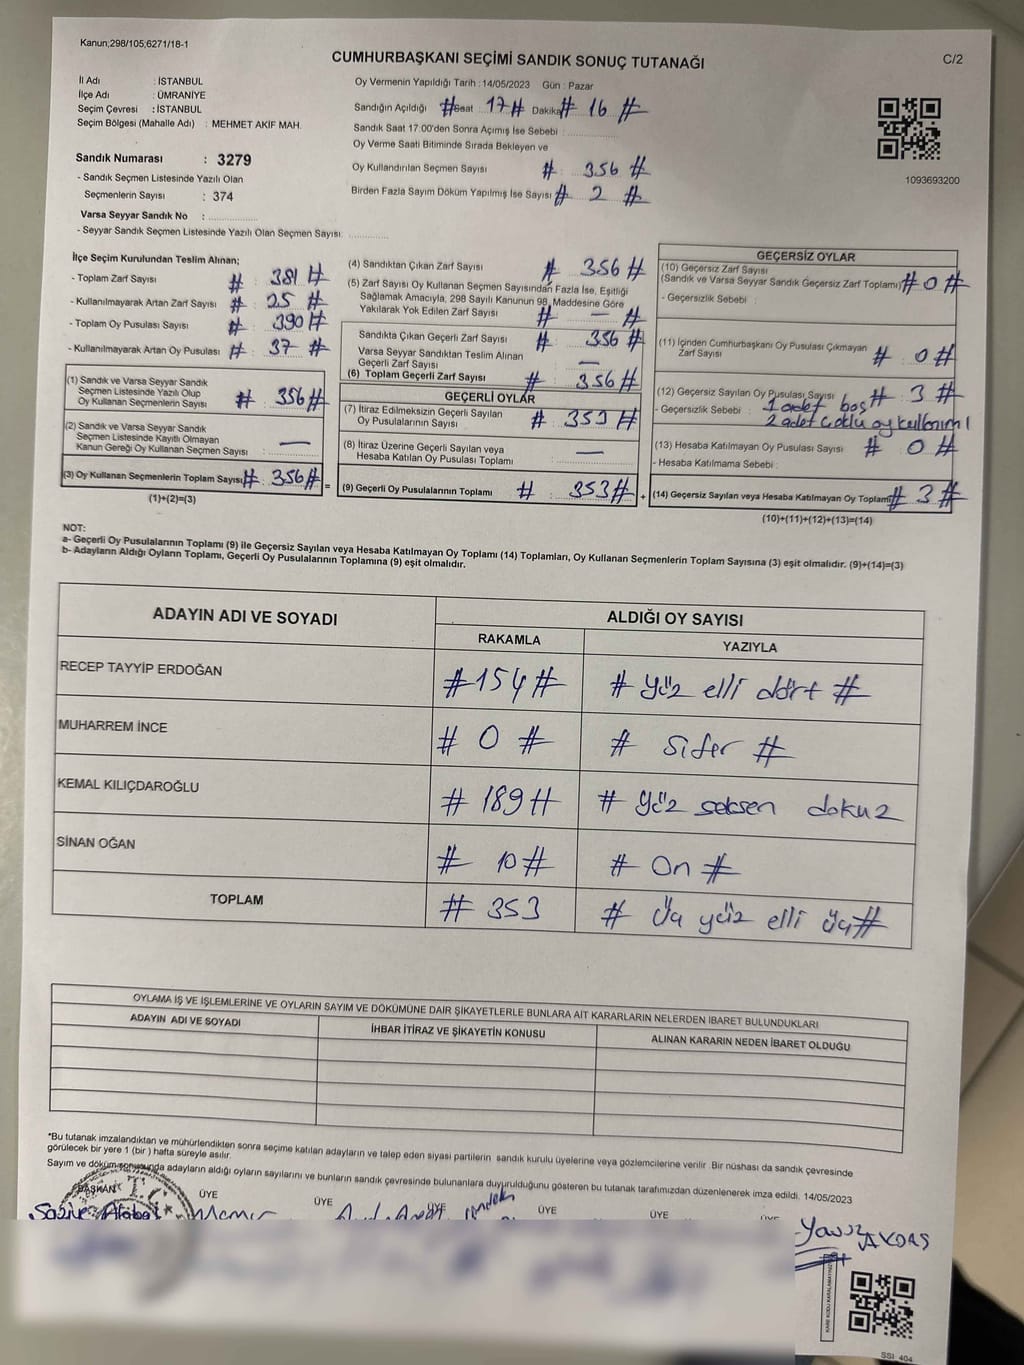 Kanun;298/105;6271/18-1
CUMHURBAŞKANI SEÇİMİ SANDIK SONUÇ TUTANAĞI
C/2
İl Adı : İSTANBUL
İlçe Adı : ÜMRANİYE
Seçim Çevresi : İSTANBUL
Seçim Bölgesi (Mahalle Adı) : MEHMET AKİF MAH.
Sandık Numarası : 3279
- Sandık Seçmen Listesinde Yazılı Olan
Seçmenlerin Sayısı : 374
Varsa Seyyar Sandık No :
- Seyyar Sandık Seçmen Listesinde Yazılı Olan Seçmen Sayısı:
Oy Vermenin Yapıldığı Tarih : 14/05/2023 Gün : Pazar
Sandığın Açıldığı # Saat : 17 # Dakika # 16 #
Sandık Saat 17:00'den Sonra Açımış İse Sebebi :
Oy Verme Saati Bitiminde Sırada Bekleyen ve
Oy Kullandırılan Seçmen Sayısı # 356 #
Birden Fazla Sayım Döküm Yapılmış İse Sayısı # 2 #
1093693200
İlçe Seçim Kurulundan Teslim Alınan;
- Toplam Zarf Sayısı # 381 #
- Kullanılmayarak Artan Zarf Sayısı # 25 #
- Toplam Oy Pusulası Sayısı # 390 #
- Kullanılmayarak Artan Oy Pusulası # 37 #
(1) Sandık ve Varsa Seyyar Sandık
Seçmen Listesinde Yazılı Olup
Oy Kullanan Seçmenlerin Sayısı # 356 #
(2) Sandık ve Varsa Seyyar Sandık
Seçmen Listesinde Kayıtlı Olmayan
Kanun Gereği Oy Kullanan Seçmen Sayısı : —
(3) Oy Kullanan Seçmenlerin Toplam Sayısı # 356 # =
(1)+(2)=(3)
(4) Sandıktan Çıkan Zarf Sayısı # 356 #
(5) Zarf Sayısı Oy Kullanan Seçmen Sayısından Fazla İse, Eşitliği
Sağlamak Amacıyla, 298 Sayılı Kanunun 98. Maddesine Göre
Yakılarak Yok Edilen Zarf Sayısı # — #
Sandıkta Çıkan Geçerli Zarf Sayısı # 356 #
Varsa Seyyar Sandıktan Teslim Alınan
Geçerli Zarf Sayısı —
(6) Toplam Geçerli Zarf Sayısı # 356 #
GEÇERLİ OYLAR
(7) İtiraz Edilmeksizin Geçerli Sayılan
Oy Pusulalarının Sayısı : # 353 #
(8) İtiraz Üzerine Geçerli Sayılan veya
Hesaba Katılan Oy Pusulası Toplamı —
(9) Geçerli Oy Pusulalarının Toplamı # 353 # +
GEÇERSİZ OYLAR
(10) Geçersiz Zarf Sayısı
(Sandık ve Varsa Seyyar Sandık Geçersiz Zarf Toplamı) # 0 #
- Geçersizlik Sebebi :
(11) İçinden Cumhurbaşkanı Oy Pusulası Çıkmayan
Zarf Sayısı # 0 #
(12) Geçersiz Sayılan Oy Pusulası Sayısı # 3 #
- Geçersizlik Sebebi : 1 adet boş
2 adet çoklu oy kullanımı
(13) Hesaba Katılmayan Oy Pusulası Sayısı # 0 #
- Hesaba Katılmama Sebebi :
(14) Geçersiz Sayılan veya Hesaba Katılmayan Oy Toplamı # 3 #
(10)+(11)+(12)+(13)=(14)
NOT:
a- Geçerli Oy Pusulalarının Toplamı (9) ile Geçersiz Sayılan veya Hesaba Katılmayan Oy Toplamı (14) Toplamları, Oy Kullanan Seçmenlerin Toplam Sayısına (3) eşit olmalıdır. (9)+(14)=(3)
b- Adayların Aldığı Oyların Toplamı, Geçerli Oy Pusulalarının Toplamına (9) eşit olmalıdır.
ADAYIN ADI VE SOYADI
ALDIĞI OY SAYISI
RAKAMLA YAZIYLA
RECEP TAYYİP ERDOĞAN # 154 # # Yüz elli dört #
MUHARREM İNCE # 0 # # Sıfır #
KEMAL KILIÇDAROĞLU # 189 # # Yüz seksen dokuz
SİNAN OĞAN # 10 # # On #
TOPLAM # 353 # Üç yüz elli üç #
OYLAMA İŞ VE İŞLEMLERİNE VE OYLARIN SAYIM VE DÖKÜMÜNE DAİR ŞİKAYETLERLE BUNLARA AİT KARARLARIN NELERDEN İBARET BULUNDUKLARI
ADAYIN ADI VE SOYADI İHBAR İTİRAZ VE ŞİKAYETİN KONUSU ALINAN KARARIN NEDEN İBARET OLDUĞU
*Bu tutanak imzalandıktan ve mühürlendikten sonra seçime katılan adayların ve talep eden siyasi partilerin sandık kurulu üyelerine veya gözlemcilerine verilir. Bir nüshası da sandık çevresinde
görülecek bir yere 1 (bir ) hafta süreyle asılır.
Sayım ve döküm sonucunda adayların aldığı oyların sayılarını ve bunların sandık çevresinde bulunanlara duyurulduğunu gösteren bu tutanak tarafımızdan düzenlenerek imza edildi. 14/05/2023
BAŞKAN ÜYE ÜYE ÜYE ÜYE ÜYE ÜYE
T.C.
SSI 404